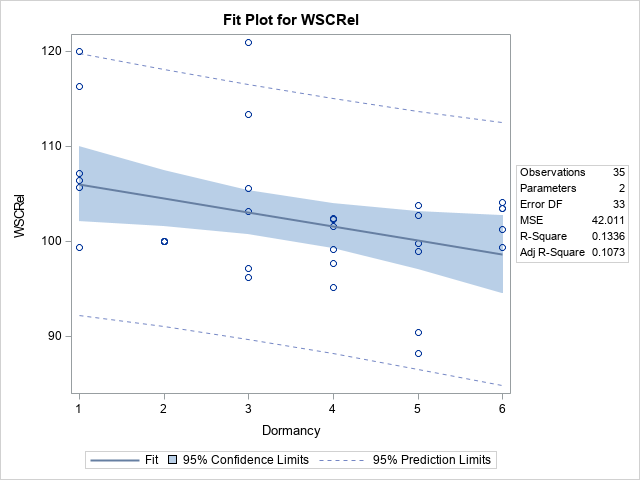 Fit Plot for WSCRel
120
110
100
90
WSCRel
1 2 3 4 5 6
Dormancy
Observations 35
Parameters 2
Error DF 33
MSE 42.011
R-Square 0.1336
Adj R-Square 0.1073
Fit 95% Confidence Limits 95% Prediction Limits